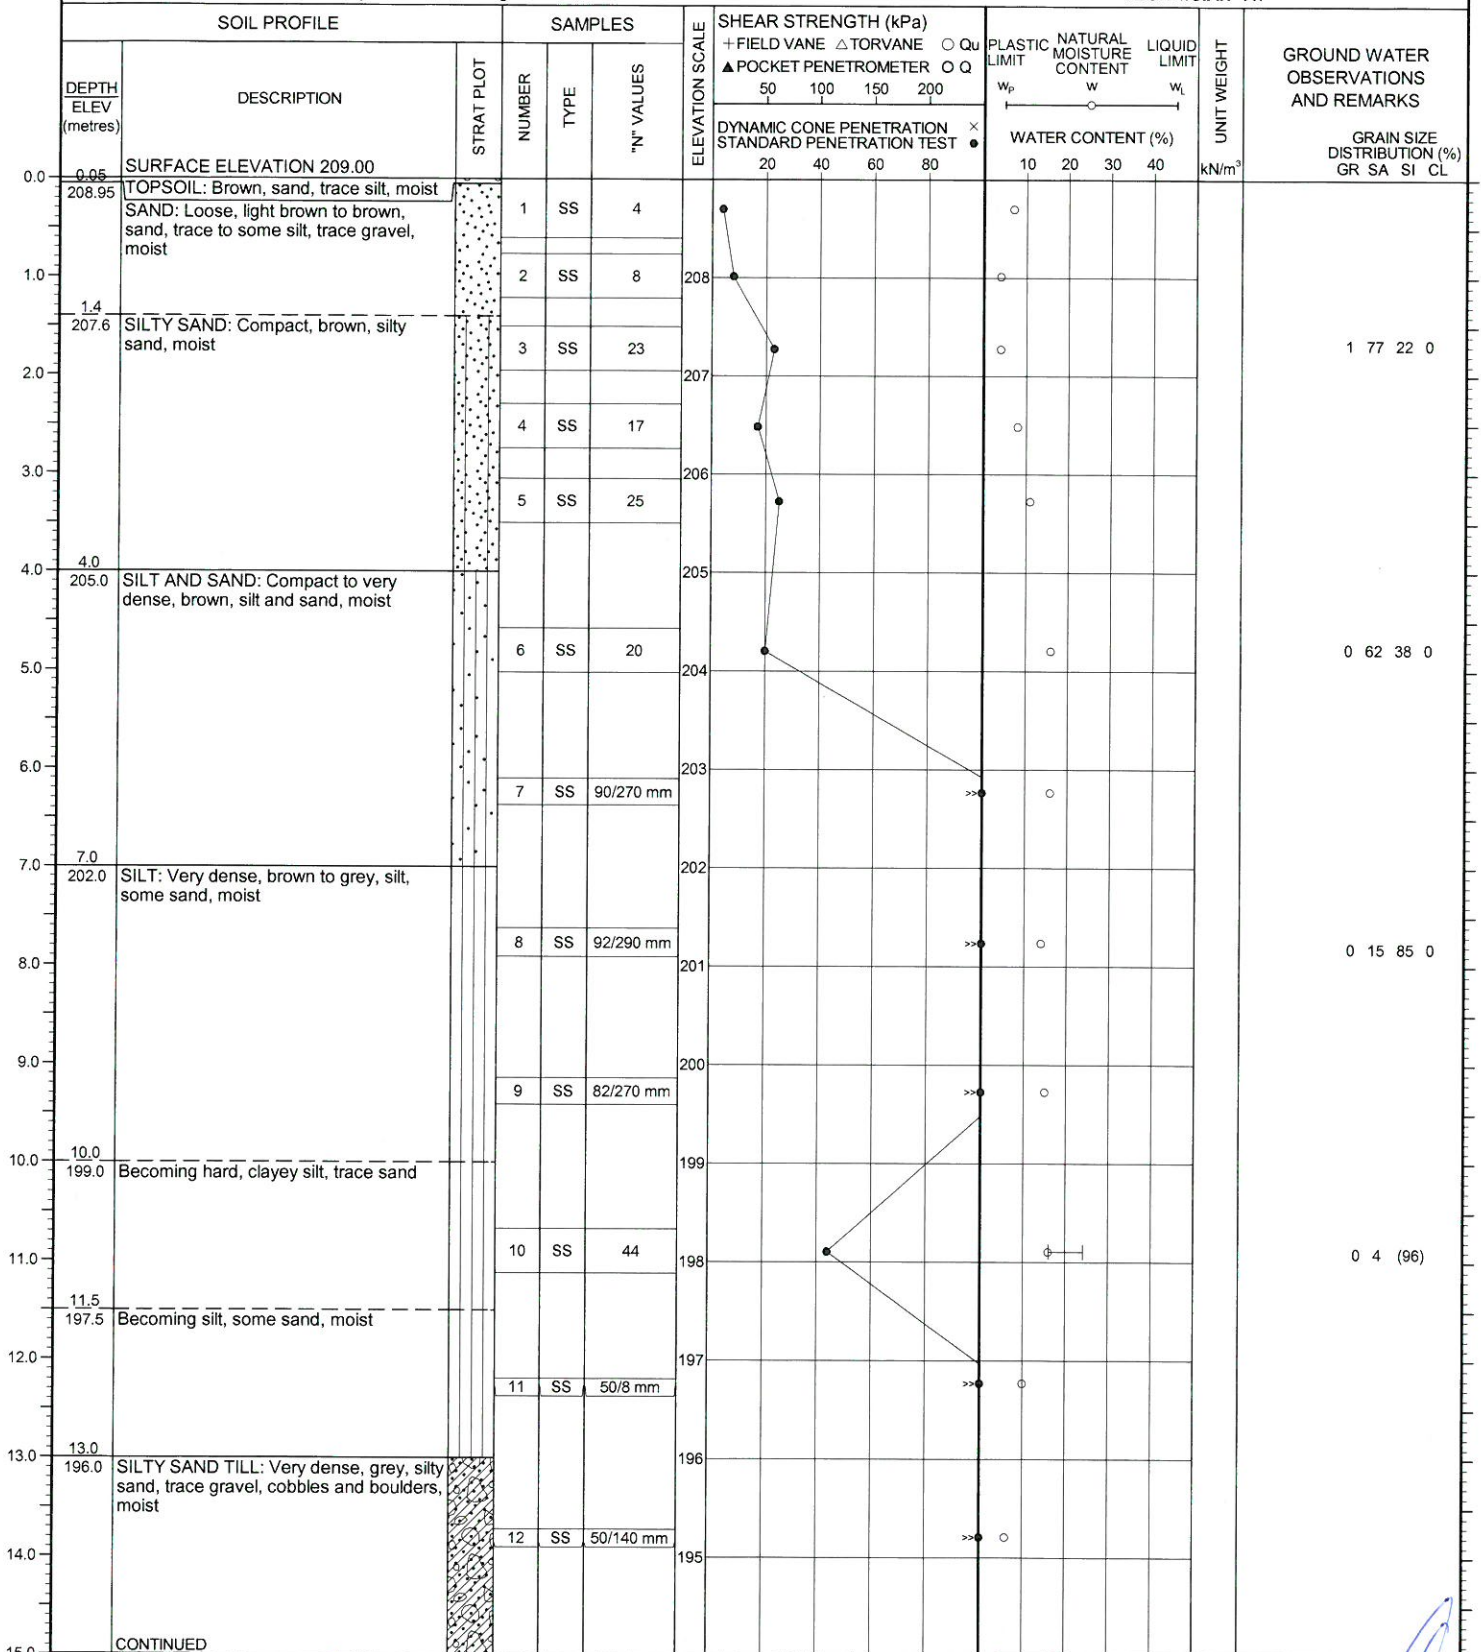 SOIL PROFILE SAMPLES
DEPTH
ELEV
(metres)
DESCRIPTION
STRAT PLOT
NUMBER
TYPE
"N" VALUES
ELEVATION SCALE
SHEAR STRENGTH (kPa)
+ FIELD VANE △ TORVANE ○ Qu
▲ POCKET PENETROMETER ○ Q
50 100 150 200
DYNAMIC CONE PENETRATION ×
STANDARD PENETRATION TEST ●
20 40 60 80
PLASTIC LIMIT
NATURAL MOISTURE CONTENT
LIQUID LIMIT
WP W WL
WATER CONTENT (%)
10 20 30 40
UNIT WEIGHT
kN/m³
GROUND WATER
OBSERVATIONS
AND REMARKS
GRAIN SIZE
DISTRIBUTION (%)
GR SA SI CL
SURFACE ELEVATION 209.00
0.0 0.05
208.95 TOPSOIL: Brown, sand, trace silt, moist
SAND: Loose, light brown to brown,
sand, trace to some silt, trace gravel,
moist
1 SS 4
1.0 2 SS 8 208
1.4
207.6 SILTY SAND: Compact, brown, silty
sand, moist
3 SS 23 1 77 22 0
2.0 207
4 SS 17
3.0 206
5 SS 25
4.0 4.0
205.0 SILT AND SAND: Compact to very
dense, brown, silt and sand, moist
205
6 SS 20 0 62 38 0
5.0 204
6.0 203
7 SS 90/270 mm >>
7.0 7.0
202.0 SILT: Very dense, brown to grey, silt,
some sand, moist
202
8 SS 92/290 mm >> 0 15 85 0
8.0 201
9.0 200
9 SS 82/270 mm >>
10.0 10.0
199.0 Becoming hard, clayey silt, trace sand
199
10 SS 44 0 4 (96)
11.0 198
11.5
197.5 Becoming silt, some sand, moist
12.0 197
11 SS 50/8 mm >>
13.0 13.0
196.0 SILTY SAND TILL: Very dense, grey, silty
sand, trace gravel, cobbles and boulders,
moist
196
12 SS 50/140 mm >>
14.0 195
CONTINUED